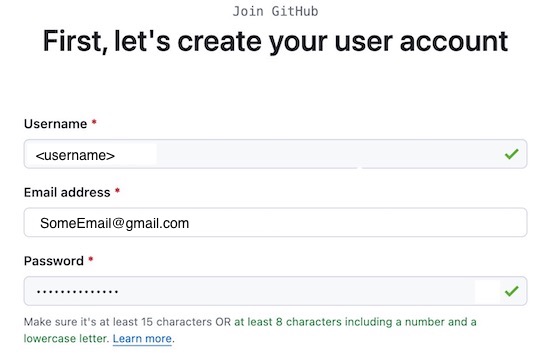 Join GitHub
First, let's create your user account
Username *
<username>
Email address *
SomeEmail@gmail.com
Password *
••••••••••••••
Make sure it's at least 15 characters OR at least 8 characters including a number and a
lowercase letter. Learn more.